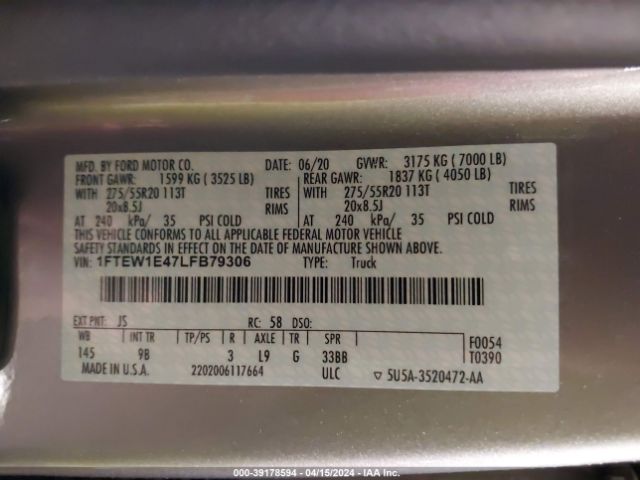 MFD. BY FORD MOTOR CO. DATE: 06/20 GVWR: 3175 KG ( 7000 LB)
FRONT GAWR: 1599 KG ( 3525 LB) REAR GAWR: 1837 KG ( 4050 LB)
WITH 275/55R20 113T TIRES WITH 275/55R20 113T TIRES
20x8.5J RIMS 20x8.5J RIMS
AT 240 kPa/ 35 PSI COLD AT 240 kPa/ 35 PSI COLD
THIS VEHICLE CONFORMS TO ALL APPLICABLE FEDERAL MOTOR VEHICLE
SAFETY STANDARDS IN EFFECT ON THE DATE OF MANUFACTURE SHOWN ABOVE.
VIN: 1FTEW1E47LFB79306 TYPE: Truck
EXT PNT: JS RC: 58 DSO:
WB INT TR TP/PS R AXLE TR SPR F0054
145 9B 3 L9 G 33BB T0390
MADE IN U.S.A. 2202006117664 ULC ▽ 5U5A-3520472-AA
000-39178594 - 04/15/2024 - IAA Inc.